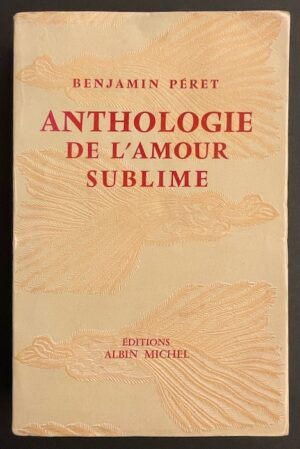 BENJAMIN PÉRET
ANTHOLOGIE
DE L'AMOUR
SUBLIME
ÉDITIONS
ALBIN MICHEL